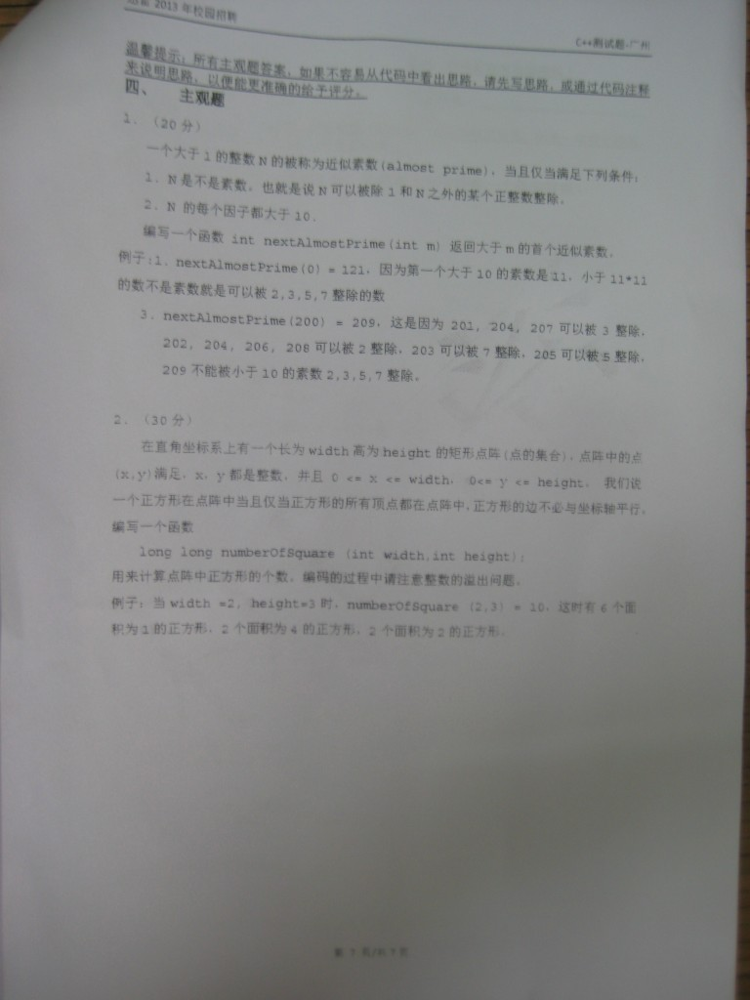 2013 年校园招聘
C++测试题-广州
温馨提示：所有主观题答案，如果不容易从代码中看出思路，请先写思路，或通过代码注释
来说明思路，以便能更准确的给予评分。
四、 主观题
1. （20 分）
一个大于 1 的整数 N 的被称为近似素数(almost prime)，当且仅当满足下列条件：
1. N 是不是素数，也就是说 N 可以被除 1 和 N 之外的某个正整数整除。
2. N 的每个因子都大于 10.
编写一个函数 int nextAlmostPrime(int m) 返回大于 m 的首个近似素数。
例子:1. nextAlmostPrime(0) = 121，因为第一个大于 10 的素数是 11，小于 11*11
的数不是素数就是可以被 2,3,5,7 整除的数
3. nextAlmostPrime(200) = 209，这是因为 201, 204, 207 可以被 3 整除，
202, 204, 206, 208 可以被 2 整除，203 可以被 7 整除，205 可以被 5 整除，
209 不能被小于 10 的素数 2,3,5,7 整除。
2. （30 分）
在直角坐标系上有一个长为 width 高为 height 的矩形点阵(点的集合)，点阵中的点
(x,y)满足，x，y 都是整数，并且 0 <= x <= width， 0<= y <= height。 我们说
一个正方形在点阵中当且仅当正方形的所有顶点都在点阵中，正方形的边不必与坐标轴平行。
编写一个函数
long long numberOfSquare (int width,int height);
用来计算点阵中正方形的个数。编码的过程中请注意整数的溢出问题。
例子：当 width =2, height=3 时，numberOfSquare (2,3) = 10，这时有 6 个面
积为 1 的正方形，2 个面积为 4 的正方形，2 个面积为 2 的正方形。
第 7 页/共 7 页